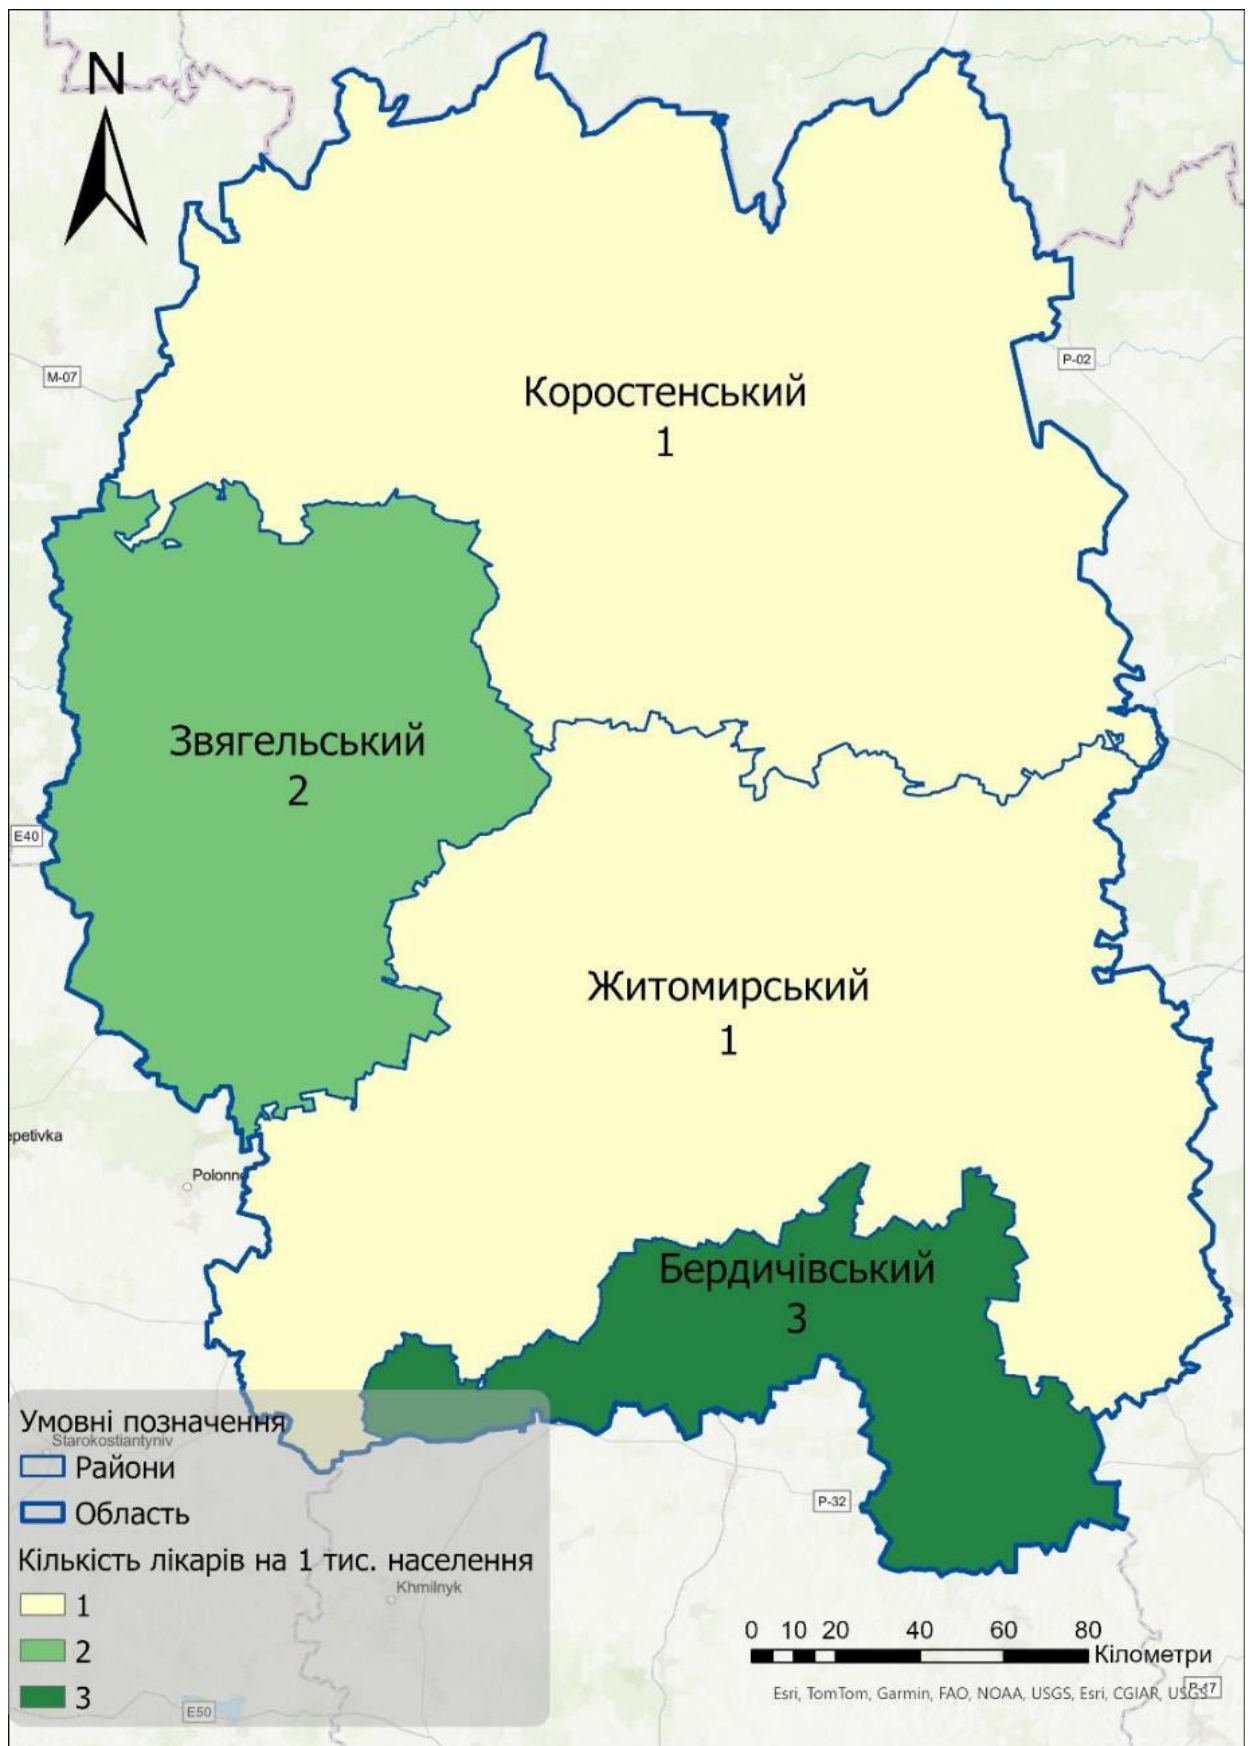 N
M-07
P-02
Коростенський
1
Звягельський
2
E40
Житомирський
1
epetivka
Polonne
Бердичівський
3
Умовні позначення
Starokostiantyniv
Райони
Область
P-32
Кількість лікарів на 1 тис. населення
Khmilnyk
1
2
3
0 10 20 40 60 80
Кілометри
Esri, TomTom, Garmin, FAO, NOAA, USGS, Esri, CGIAR, USGS
E50